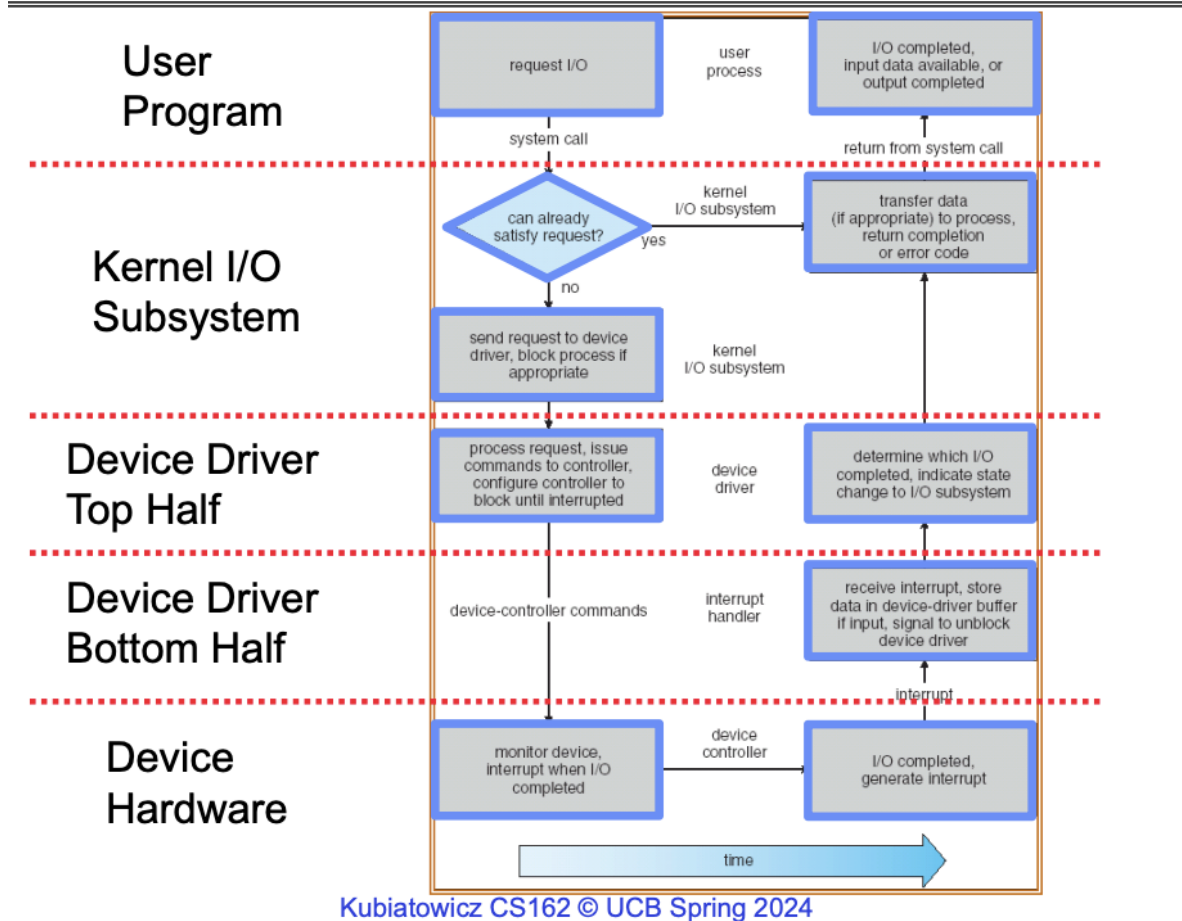 User
Program
request I/O
user
process
I/O completed,
input data available, or
output completed
system call
return from system call
Kernel I/O
Subsystem
can already
satisfy request?
yes
kernel
I/O subsystem
transfer data
(if appropriate) to process,
return completion
or error code
no
send request to device
driver, block process if
appropriate
kernel
I/O subsystem
Device Driver
Top Half
process request, issue
commands to controller,
configure controller to
block until interrupted
device
driver
determine which I/O
completed, indicate state
change to I/O subsystem
Device Driver
Bottom Half
device-controller commands
interrupt
handler
receive interrupt, store
data in device-driver buffer
if input, signal to unblock
device driver
interrupt
Device
Hardware
monitor device,
interrupt when I/O
completed
device
controller
I/O completed,
generate interrupt
time
Kubiatowicz CS162 © UCB Spring 2024